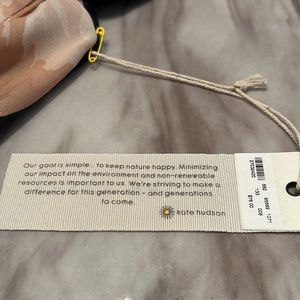 Our goal is simple... to keep nature happy. Minimizing
our impact on the environment and non-renewable
resources is important to us. We're striving to make a
difference for this generation - and generations
to come.
kate hudson